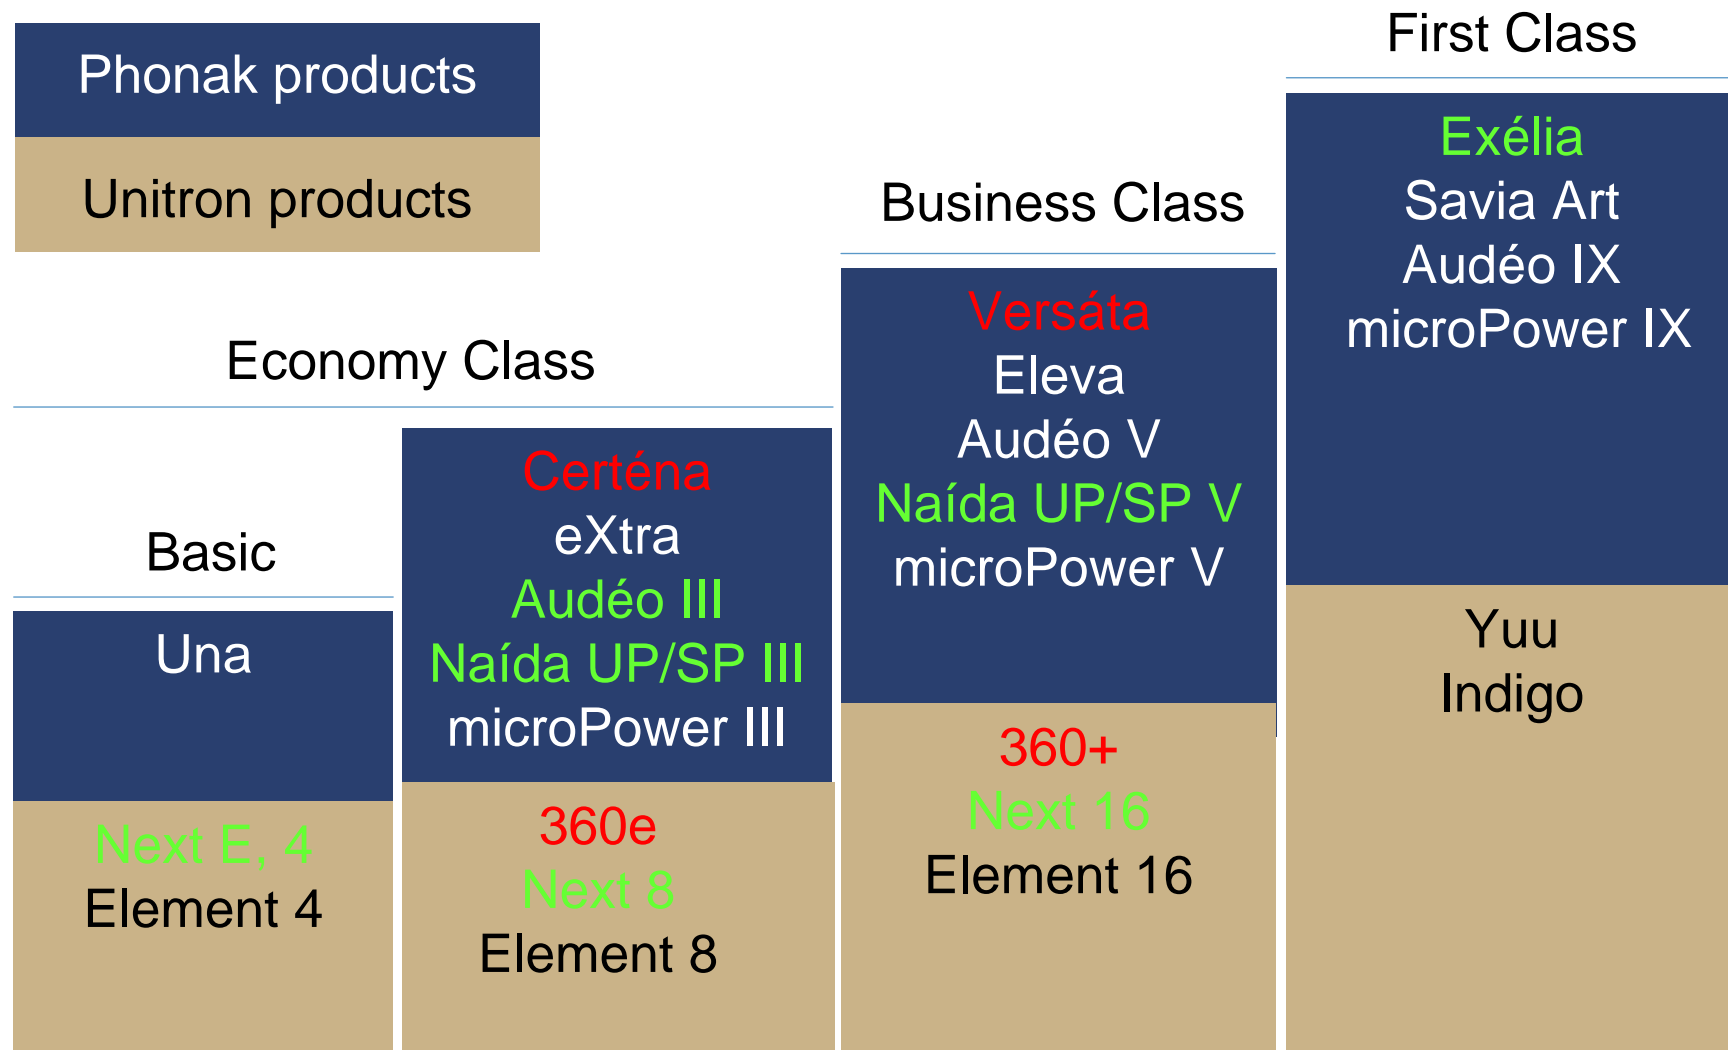 Phonak products
Unitron products
Economy Class
Basic
Una
Next E, 4
Element 4
Certéna
eXtra
Audéo III
Naída UP/SP III
microPower III
360e
Next 8
Element 8
Business Class
Versáta
Eleva
Audéo V
Naída UP/SP V
microPower V
360+
Next 16
Element 16
First Class
Exélia
Savia Art
Audéo IX
microPower IX
Yuu
Indigo